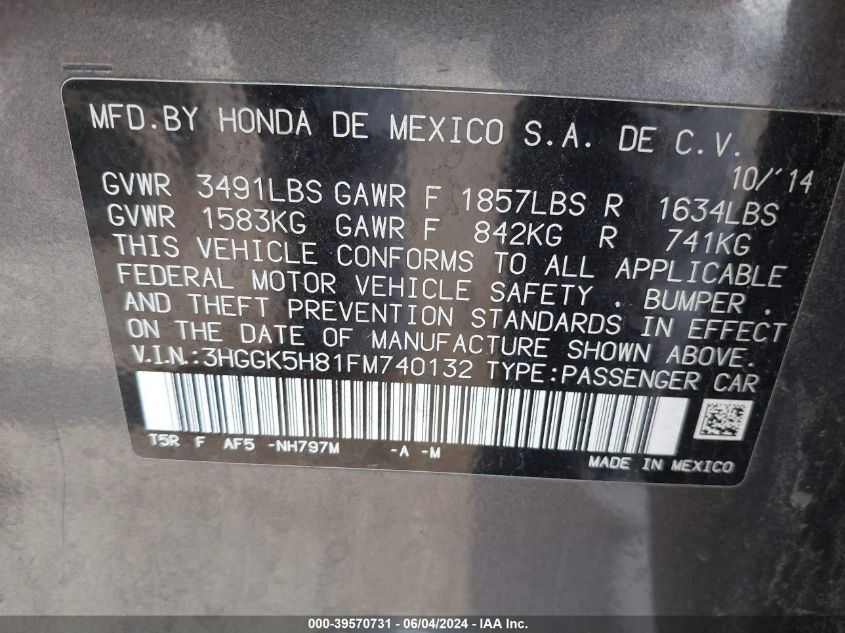 MFD.BY HONDA DE MEXICO S.A. DE C.V.
10/'14
GVWR 3491LBS GAWR F 1857LBS R 1634LBS
GVWR 1583KG GAWR F 842KG R 741KG
THIS VEHICLE CONFORMS TO ALL APPLICABLE
FEDERAL MOTOR VEHICLE SAFETY , BUMPER ,
AND THEFT PREVENTION STANDARDS IN EFFECT
ON THE DATE OF MANUFACTURE SHOWN ABOVE.
V.I.N.:3HGGK5H81FM740132 TYPE:PASSENGER CAR
T5R F AF5 -NH797M -A -M
MADE IN MEXICO
000-39570731 - 06/04/2024 - IAA Inc.